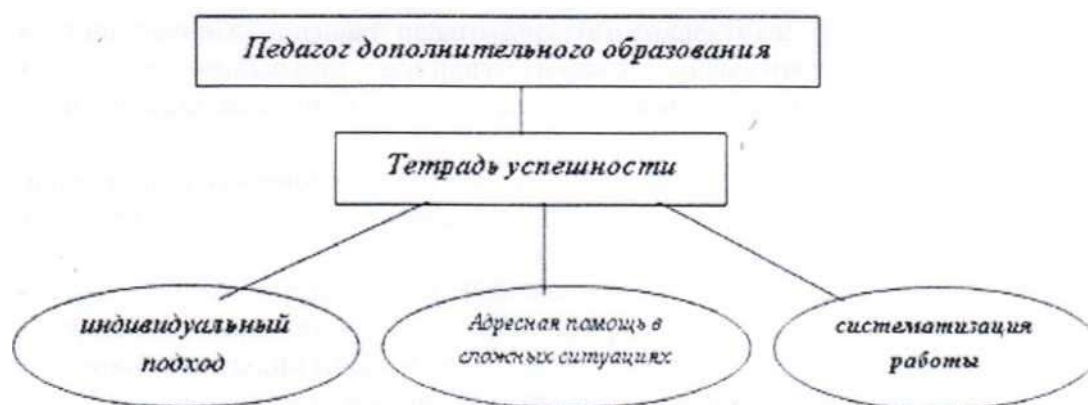 Педагог дополнительного образования
Тетрадь успешности
индивидуальный
подход
Адресная помощь в
сложных ситуациях
систематизация
работы